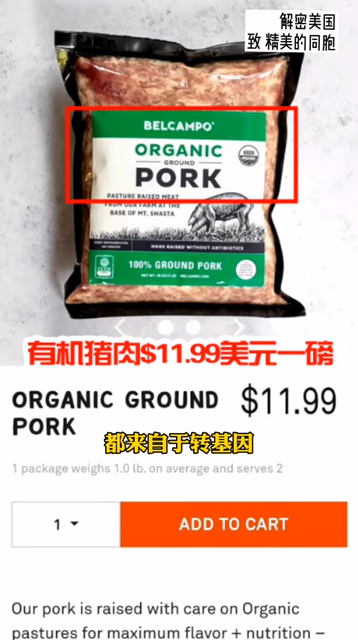 解密美国
致 精美的同胞
BELCAMPO
ORGANIC
GROUND
PORK
USDA
ORGANIC
PASTURE RAISED MEAT
FROM OUR FARM AT THE
BASE OF MT. SHASTA
HOGS RAISED WITHOUT ANTIBIOTICS
100% GROUND PORK
有机猪肉$11.99美元一磅
ORGANIC GROUND
PORK
$11.99
都来自于转基因
1 package weighs 1.0 lb. on average and serves 2
1
ADD TO CART
Our pork is raised with care on Organic
pastures for maximum flavor + nutrition –